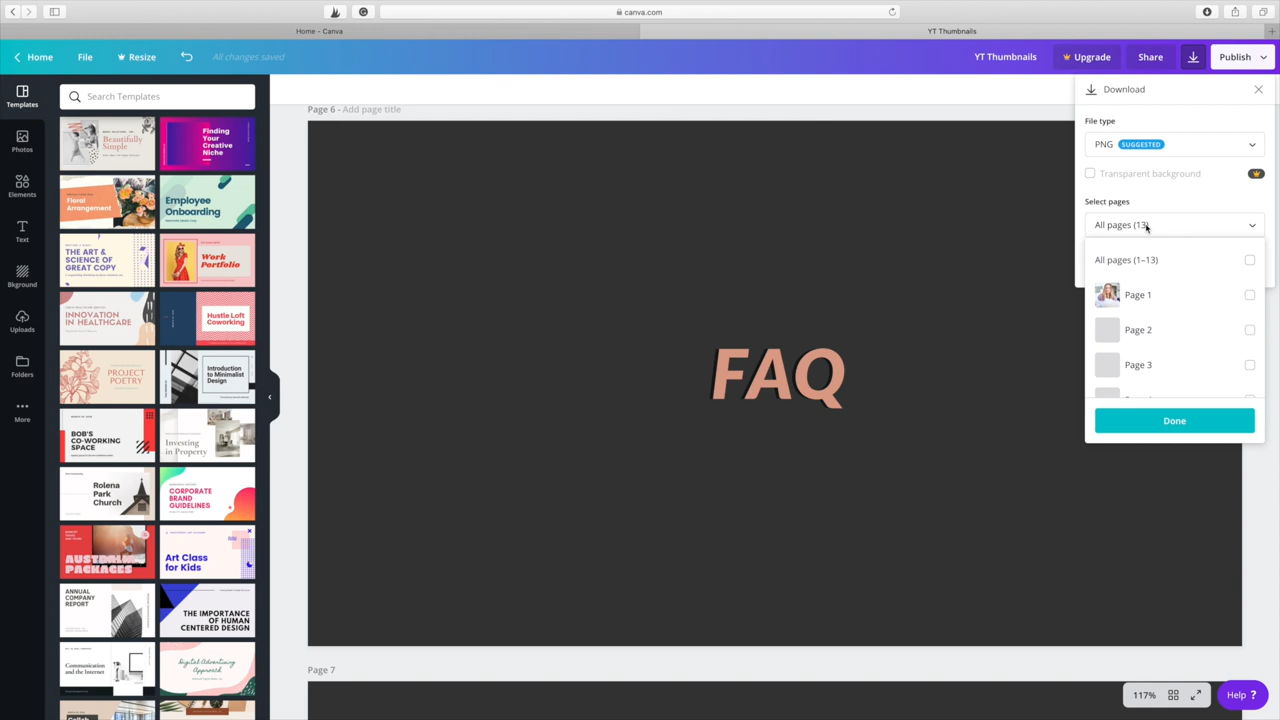 canva.com
Home - Canva
YT Thumbnails
Home
File
Resize
All changes saved
YT Thumbnails
Upgrade
Share
Publish
Templates
Photos
Elements
Text
Bkground
Uploads
Folders
More
Search Templates
Beautifully
Simple
Finding
Your
Creative
Niche
Floral
Arrangement
Employee
Onboarding
THE ART &
SCIENCE OF
GREAT COPY
Work
Portfolio
INNOVATION
IN HEALTHCARE
Hustle Loft
Coworking
PROJECT
POETRY
Introduction
to Minimalist
Design
BOB'S
CO-WORKING
SPACE
Investing
in Property
Rolena
Park
Church
CORPORATE
BRAND
GUIDELINES
AUSTRALIA
PACKAGES
Art Class
for Kids
ANNUAL
COMPANY
REPORT
THE IMPORTANCE
OF HUMAN
CENTERED DESIGN
Communication
and the Internet
Digital Advertising
Approach
Page 6 - Add page title
FAQ
Page 7
Download
File type
PNG SUGGESTED
Transparent background
Select pages
All pages (13)
All pages (1–13)
Page 1
Page 2
Page 3
Done
117%
Help ?